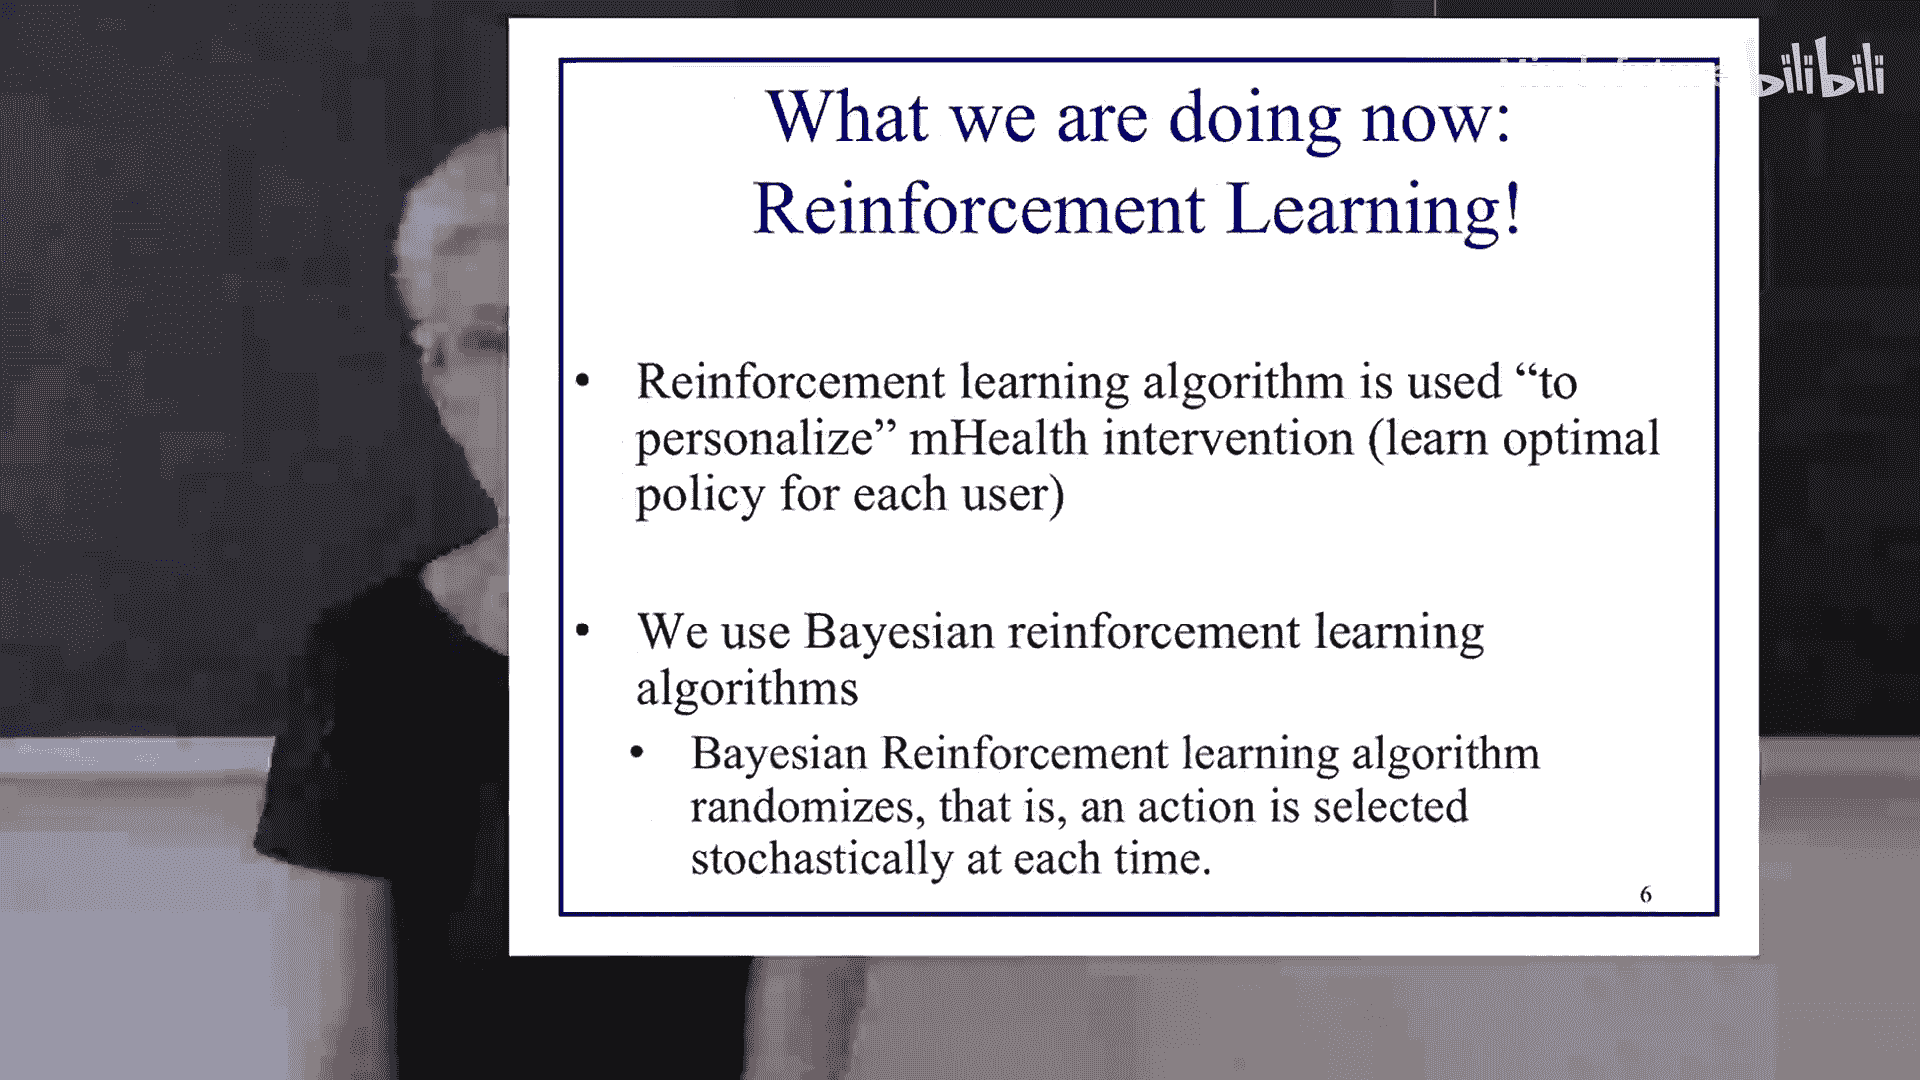 bilibili
What we are doing now:
Reinforcement Learning!
• Reinforcement learning algorithm is used “to
personalize” mHealth intervention (learn optimal
policy for each user)
• We use Bayesian reinforcement learning
algorithms
• Bayesian Reinforcement learning algorithm
randomizes, that is, an action is selected
stochastically at each time.
6